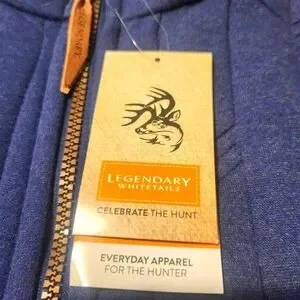 LEGENDARY
WHITETAILS
CELEBRATE THE HUNT.
EVERYDAY APPAREL
FOR THE HUNTER